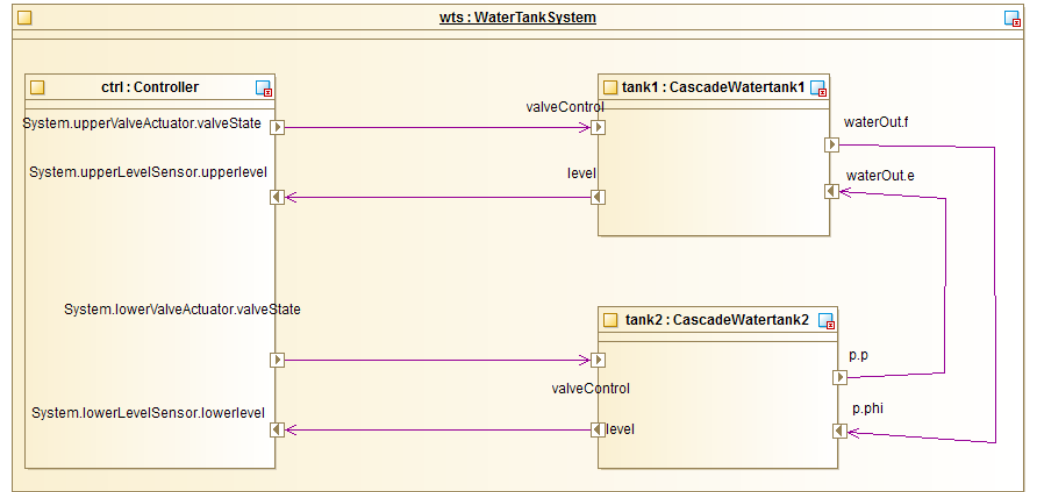 wts : WaterTankSystem
ctrl : Controller
tank1 : CascadeWatertank1
valveControl
System.upperValveActuator.valveState
waterOut.f
System.upperLevelSensor.upperlevel
level
waterOut.e
System.lowerValveActuator.valveState
tank2 : CascadeWatertank2
p.p
valveControl
p.phi
System.lowerLevelSensor.lowerlevel
level